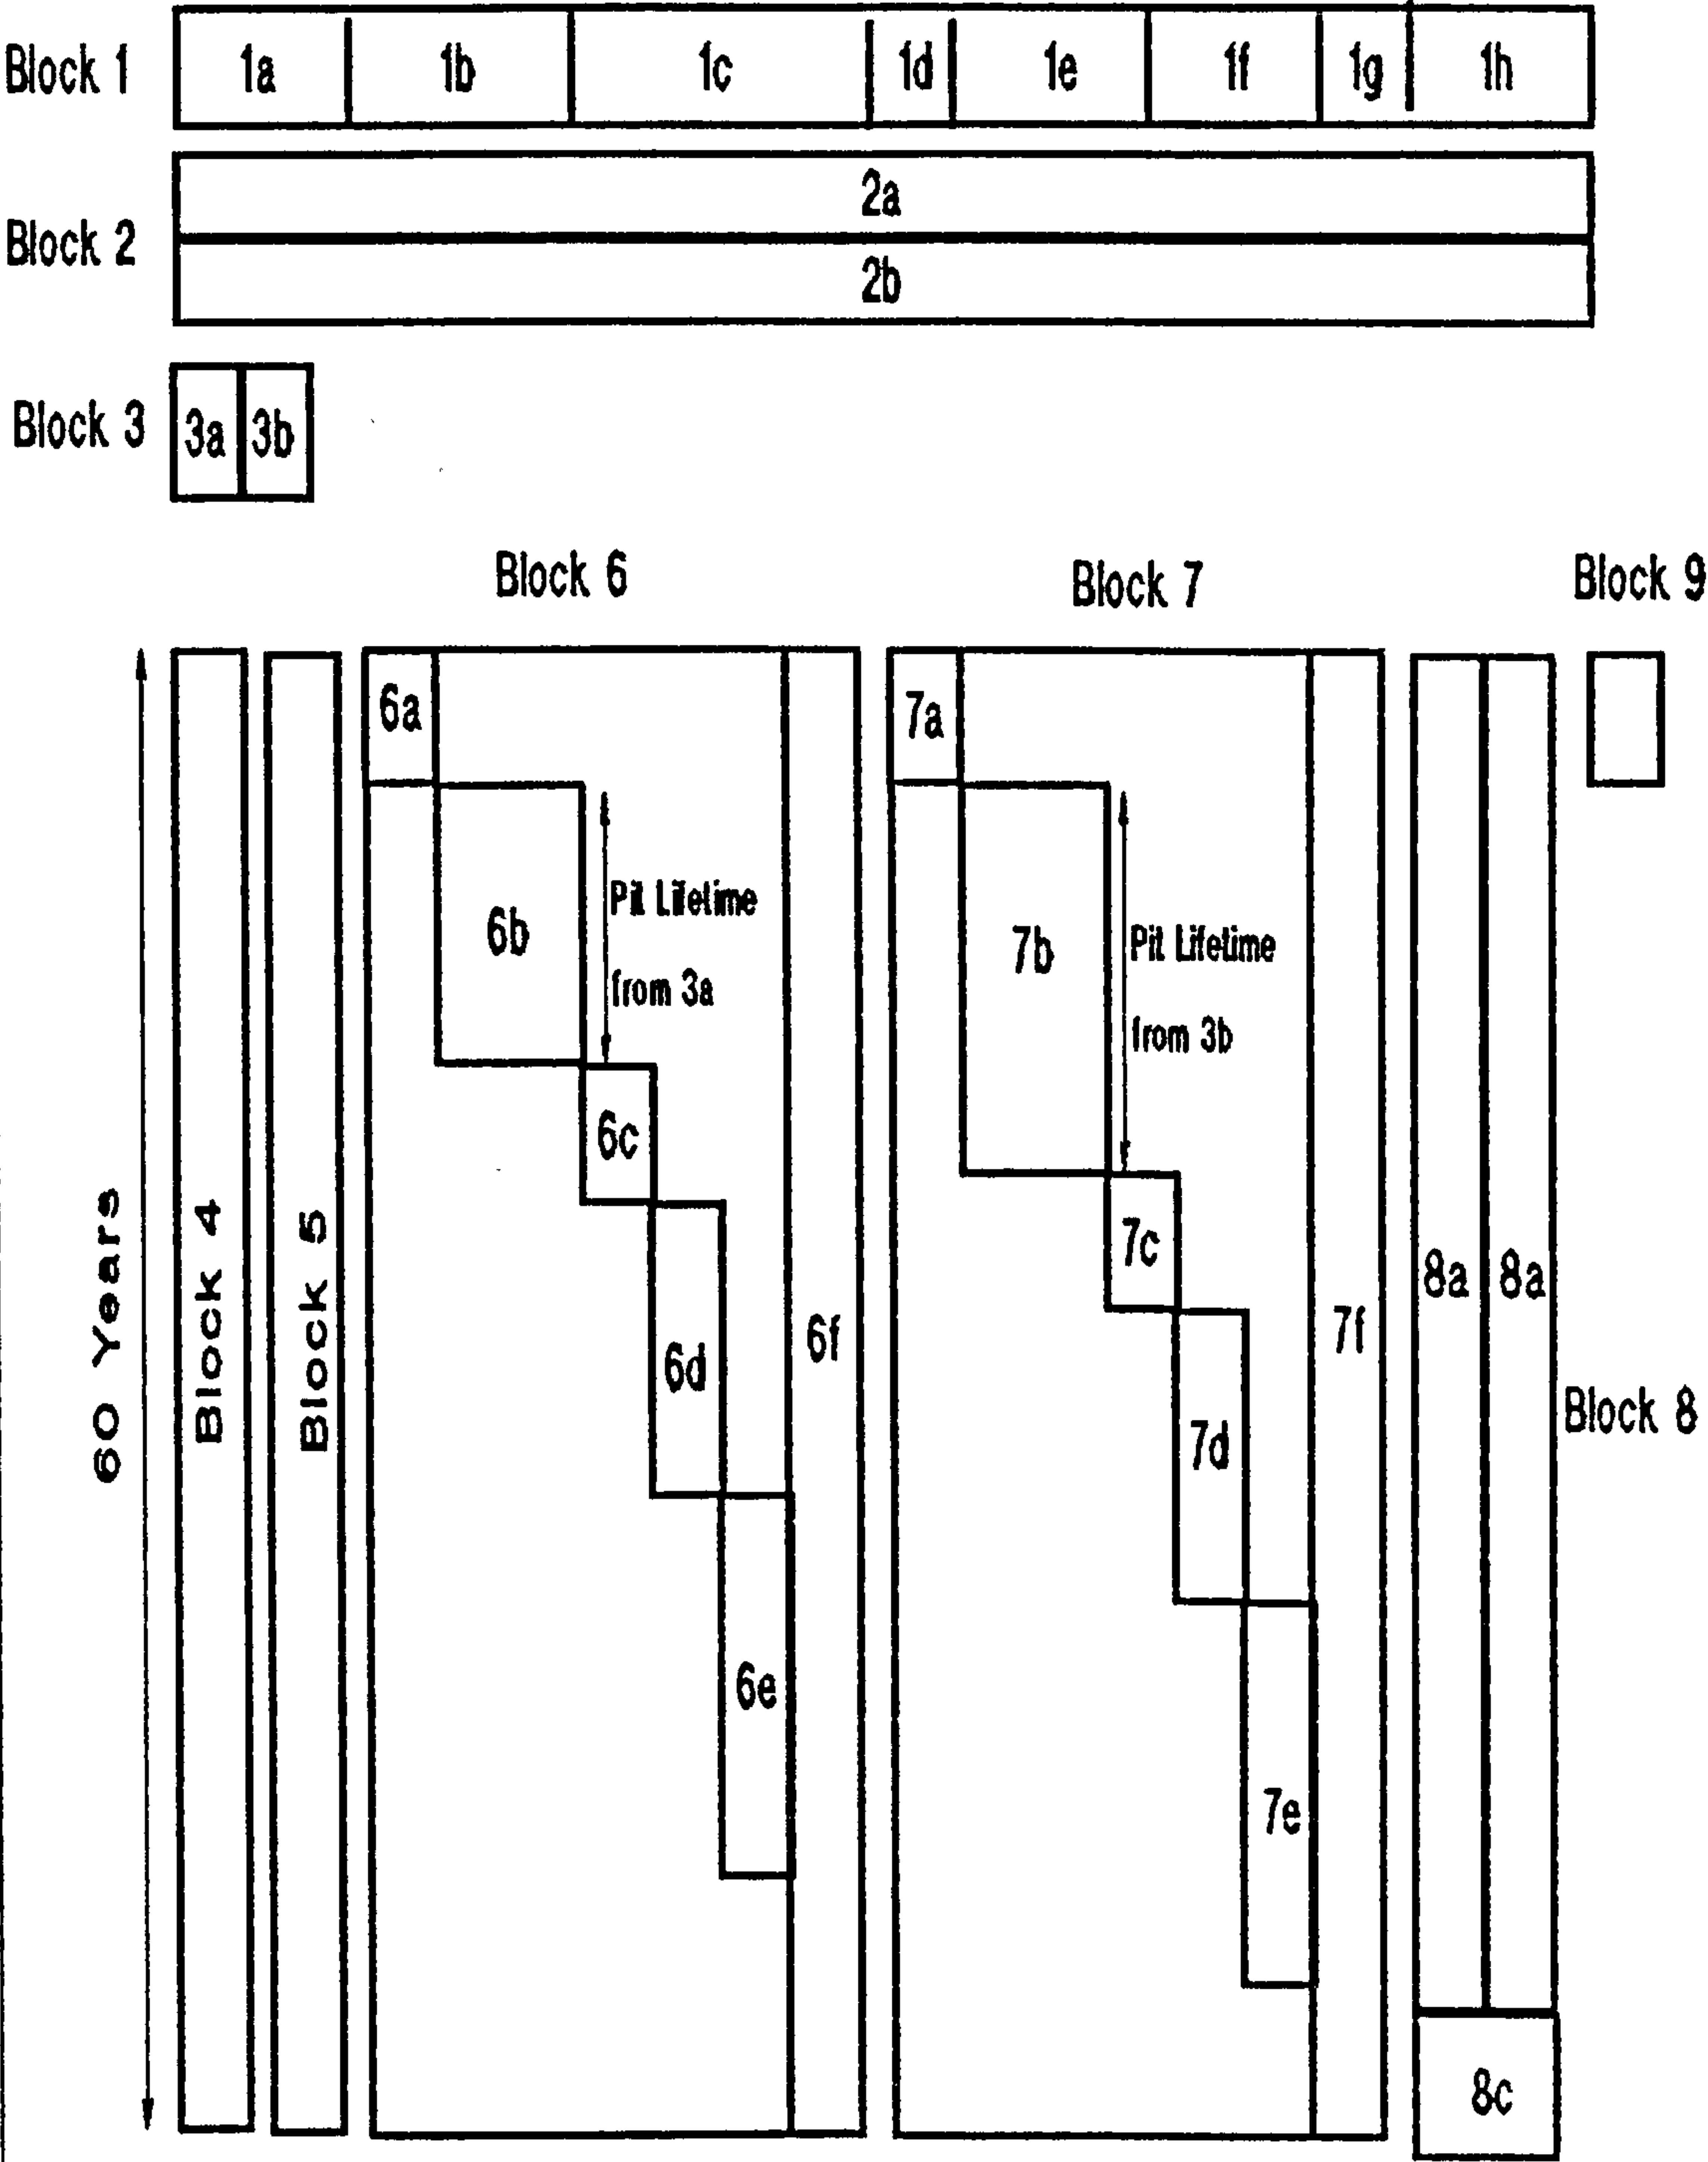 Block 1
1a
1b
1c
1d
1e
1f
1g
1h
Block 2
2a
2b
Block 3
3a
3b
Block 6
Block 7
Block 9
60 Years
Block 4
Block 5
6a
6b
Pit Lifetime
from 3a
6c
6d
6e
6f
7a
7b
Pit Lifetime
from 3b
7c
7d
7e
7f
8a
8a
Block 8
8c